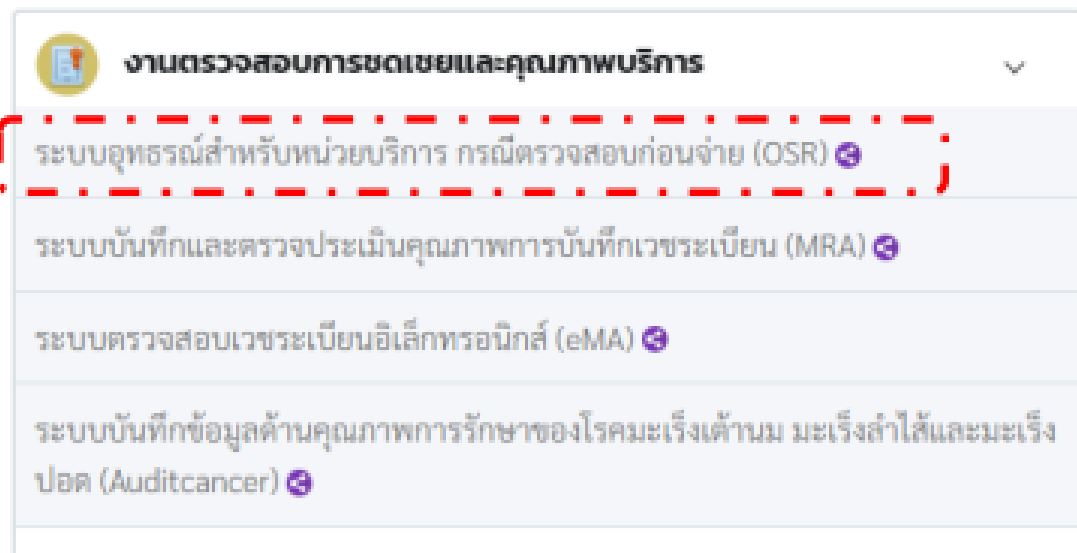 งานตรวจสอบการชดเชยและคุณภาพบริการ
ระบบอุทธรณ์สำหรับหน่วยบริการ กรณีตรวจสอบก่อนจ่าย (OSR)
ระบบบันทึกและตรวจประเมินคุณภาพการบันทึกเวชระเบียน (MRA)
ระบบตรวจสอบเวชระเบียนอิเล็กทรอนิกส์ (eMA)
ระบบบันทึกข้อมูลด้านคุณภาพการรักษาของโรคมะเร็งเต้านม มะเร็งลำไส้และมะเร็ง
ปอด (Auditcancer)